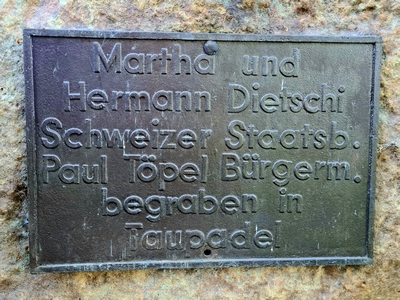 Martha und
Hermann Dietschi
Schweizer Staatsb.
Paul Töpel Bürgerm.
begraben in
Taupadel